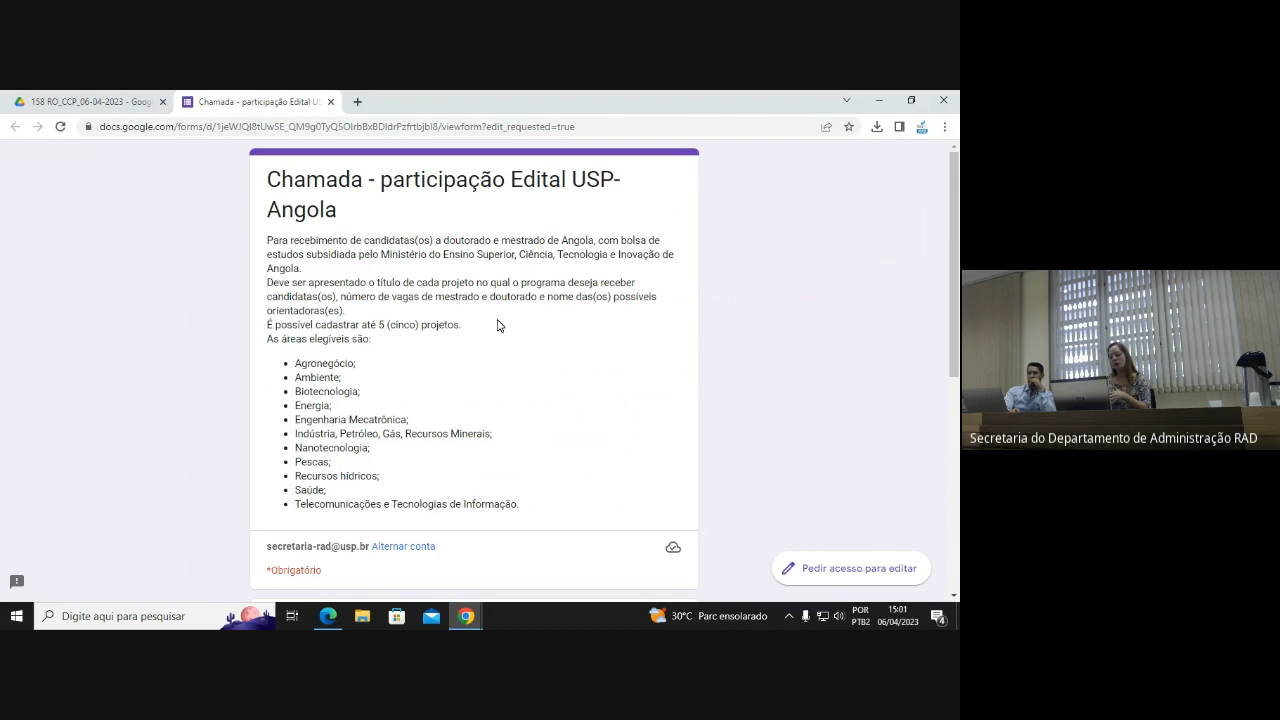 158 RO_CCP_06-04-2023 - Goog
Chamada - participação Edital US
docs.google.com/forms/d/1jeWJQJ8tUwSE_QM9g0TyQ5OlrbBxBDldrPzfrtbjbI8/viewform?edit_requested=true
Chamada - participação Edital USP-
Angola
Para recebimento de candidatas(os) a doutorado e mestrado de Angola, com bolsa de
estudos subsidiada pelo Ministério do Ensino Superior, Ciência, Tecnologia e Inovação de
Angola.
Deve ser apresentado o título de cada projeto no qual o programa deseja receber
candidatas(os), número de vagas de mestrado e doutorado e nome das(os) possíveis
orientadoras(es).
É possível cadastrar até 5 (cinco) projetos.
As áreas elegíveis são:
Agronegócio;
Ambiente;
Biotecnologia;
Energia;
Engenharia Mecatrônica;
Indústria, Petróleo, Gás, Recursos Minerais;
Nanotecnologia;
Pescas;
Recursos hídricos;
Saúde;
Telecomunicações e Tecnologias de Informação.
secretaria-rad@usp.br Alternar conta
*Obrigatório
Pedir acesso para editar
Digite aqui para pesquisar
30°C Parc ensolarado
POR
PTB2
15:01
06/04/2023
4
Secretaria do Departamento de Administração RAD